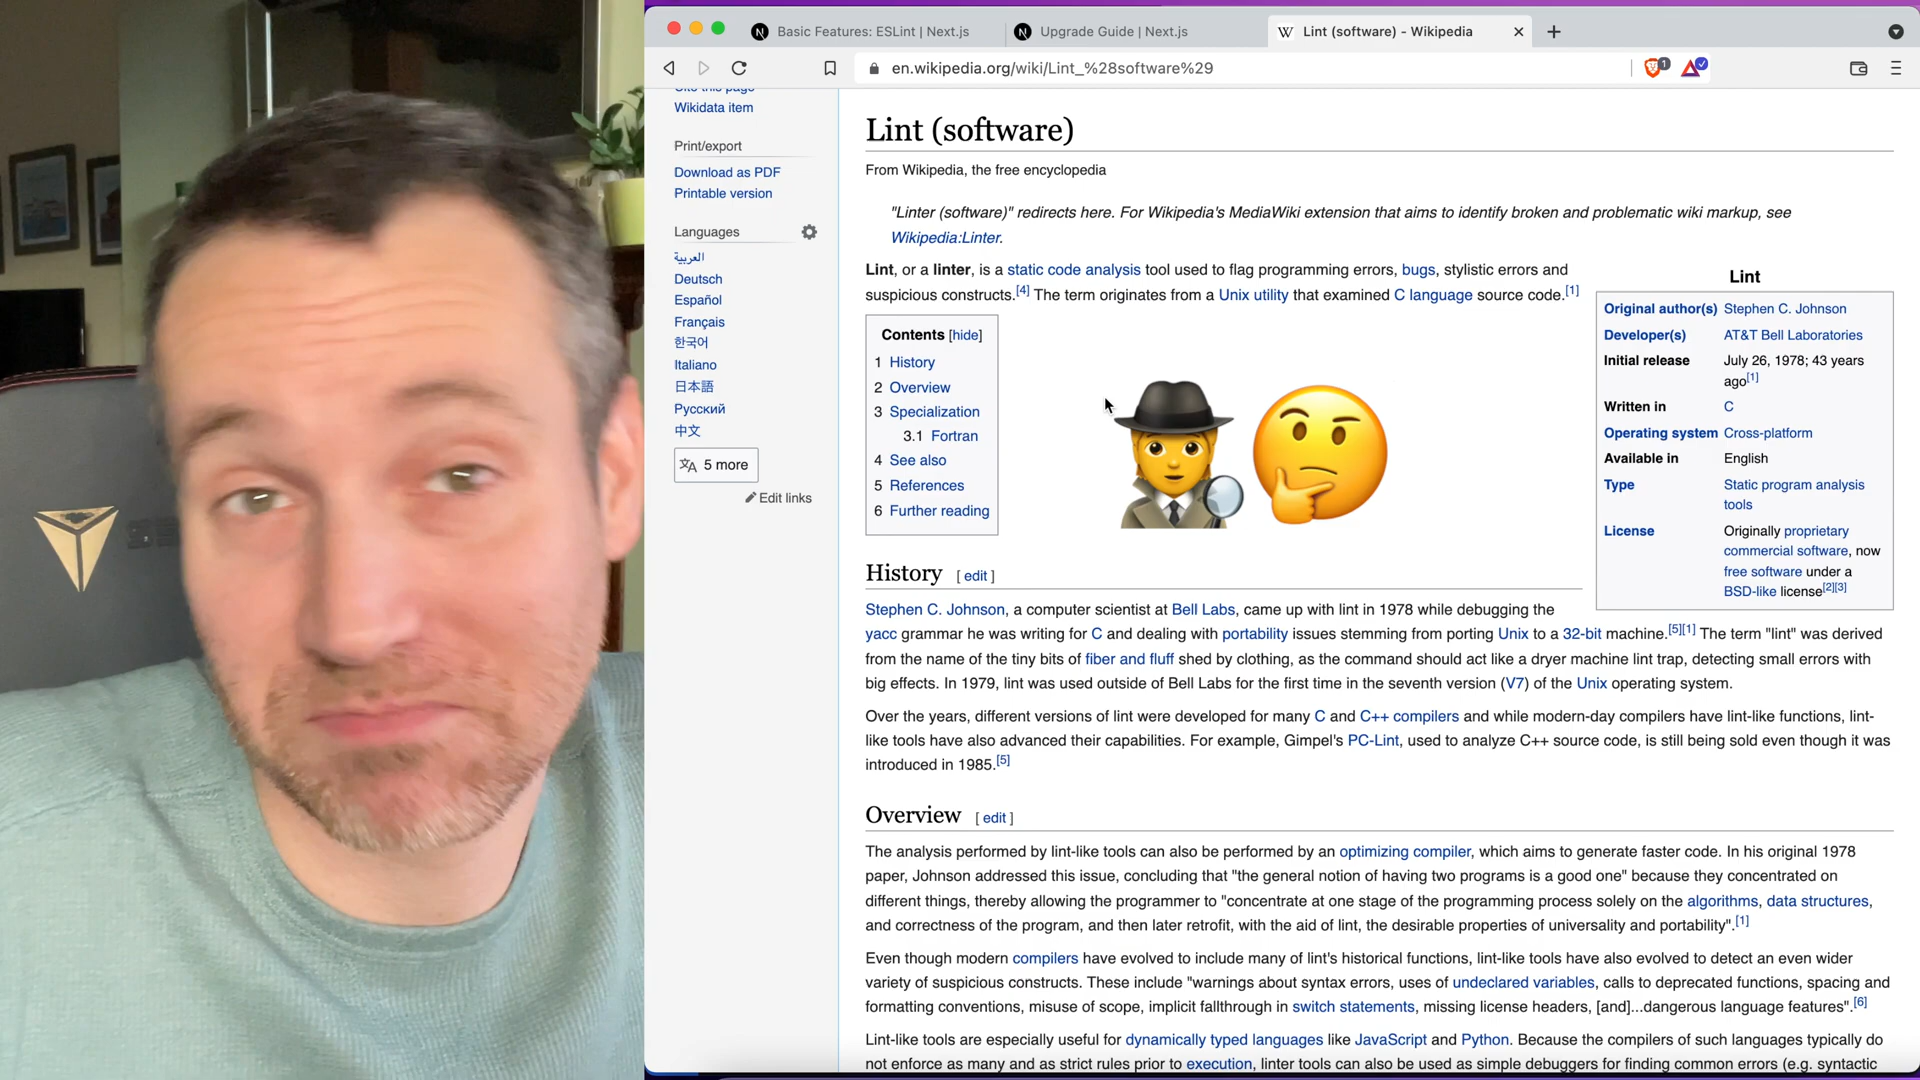 Basic Features: ESLint | Next.js
Upgrade Guide | Next.js
Lint (software) - Wikipedia
en.wikipedia.org/wiki/Lint_%28software%29
1
Wikidata item
Print/export
Download as PDF
Printable version
Languages
العربية
Deutsch
Español
Français
한국어
Italiano
日本語
Русский
中文
5 more
Edit links
Lint (software)
From Wikipedia, the free encyclopedia
"Linter (software)" redirects here. For Wikipedia's MediaWiki extension that aims to identify broken and problematic wiki markup, see
Wikipedia:Linter.
Lint, or a linter, is a static code analysis tool used to flag programming errors, bugs, stylistic errors and
suspicious constructs.[4] The term originates from a Unix utility that examined C language source code.[1]
Contents [hide]
1 History
2 Overview
3 Specialization
3.1 Fortran
4 See also
5 References
6 Further reading
Lint
Original author(s) Stephen C. Johnson
Developer(s) AT&T Bell Laboratories
Initial release July 26, 1978; 43 years
ago[1]
Written in C
Operating system Cross-platform
Available in English
Type Static program analysis
tools
License Originally proprietary
commercial software, now
free software under a
BSD-like license[2][3]
History [ edit ]
Stephen C. Johnson, a computer scientist at Bell Labs, came up with lint in 1978 while debugging the
yacc grammar he was writing for C and dealing with portability issues stemming from porting Unix to a 32-bit machine.[5][1] The term "lint" was derived
from the name of the tiny bits of fiber and fluff shed by clothing, as the command should act like a dryer machine lint trap, detecting small errors with
big effects. In 1979, lint was used outside of Bell Labs for the first time in the seventh version (V7) of the Unix operating system.
Over the years, different versions of lint were developed for many C and C++ compilers and while modern-day compilers have lint-like functions, lint-
like tools have also advanced their capabilities. For example, Gimpel's PC-Lint, used to analyze C++ source code, is still being sold even though it was
introduced in 1985.[5]
Overview [ edit ]
The analysis performed by lint-like tools can also be performed by an optimizing compiler, which aims to generate faster code. In his original 1978
paper, Johnson addressed this issue, concluding that "the general notion of having two programs is a good one" because they concentrated on
different things, thereby allowing the programmer to "concentrate at one stage of the programming process solely on the algorithms, data structures,
and correctness of the program, and then later retrofit, with the aid of lint, the desirable properties of universality and portability".[1]
Even though modern compilers have evolved to include many of lint's historical functions, lint-like tools have also evolved to detect an even wider
variety of suspicious constructs. These include "warnings about syntax errors, uses of undeclared variables, calls to deprecated functions, spacing and
formatting conventions, misuse of scope, implicit fallthrough in switch statements, missing license headers, [and]...dangerous language features".[6]
Lint-like tools are especially useful for dynamically typed languages like JavaScript and Python. Because the compilers of such languages typically do
not enforce as many and as strict rules prior to execution, linter tools can also be used as simple debuggers for finding common errors (e.g. syntactic